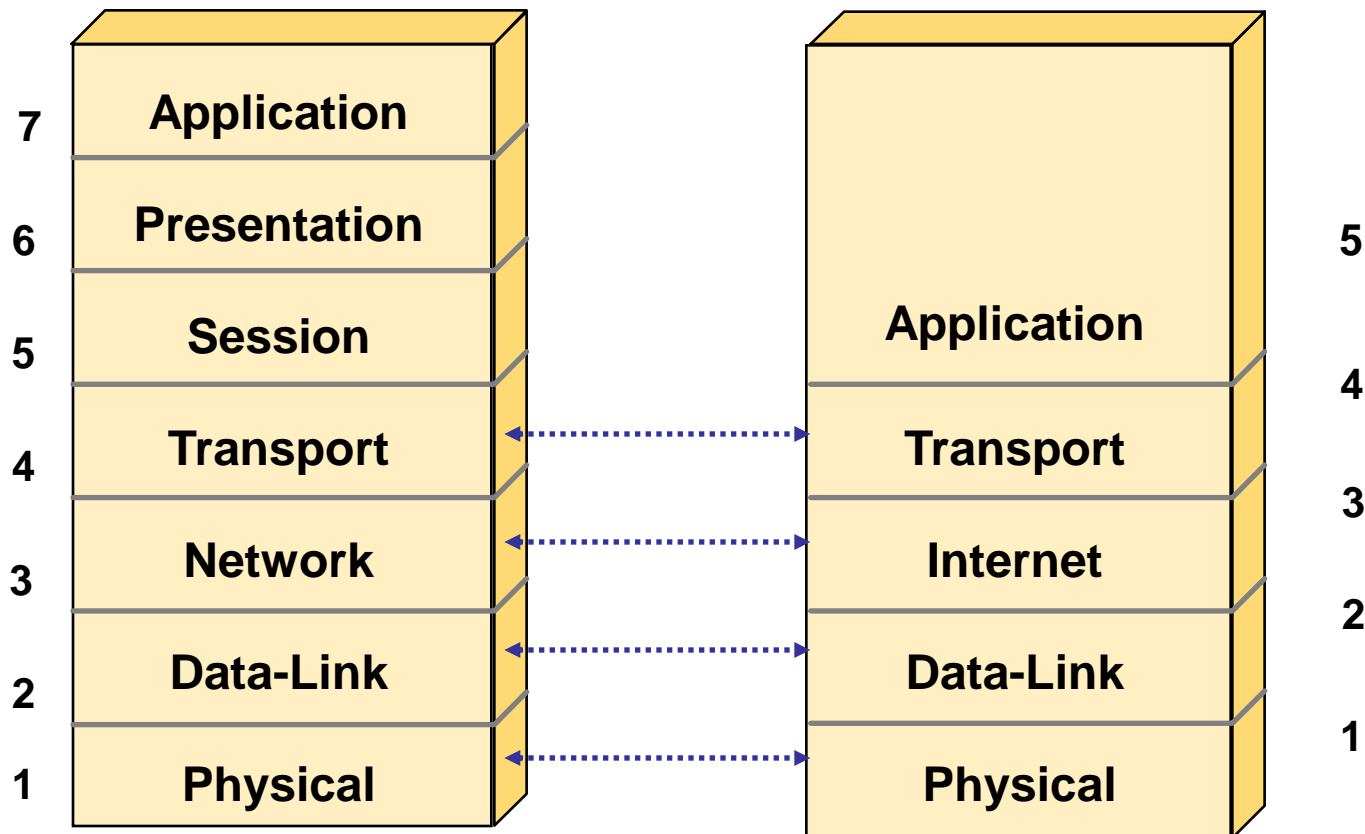 7 Application
6 Presentation
5 Session
4 Transport
3 Network
2 Data-Link
1 Physical
5
Application
4
Transport
3
Internet
2
Data-Link
1
Physical